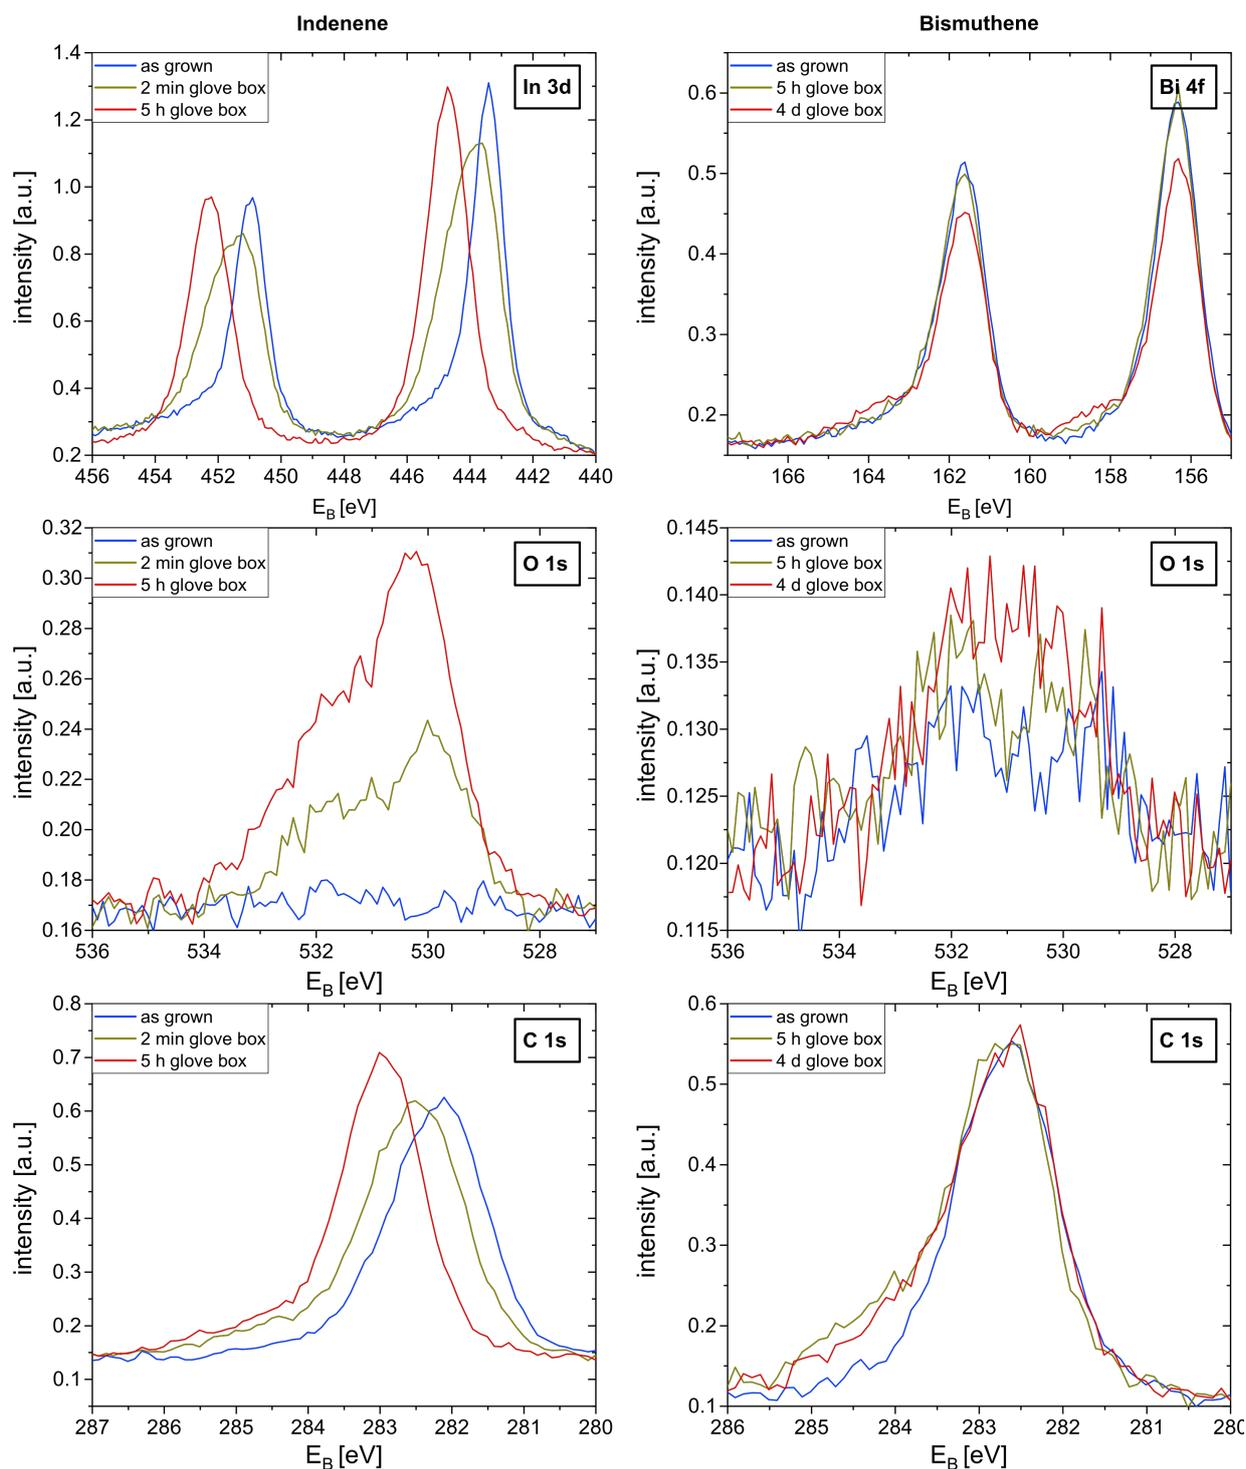 Indenene
Bismuthene
1.4
1.2
1.0
0.8
0.6
0.4
0.2
intensity [a.u.]
as grown
2 min glove box
5 h glove box
In 3d
456 454 452 450 448 446 444 442 440
E_B [eV]
0.6
0.5
0.4
0.3
0.2
intensity [a.u.]
as grown
5 h glove box
4 d glove box
Bi 4f
166 164 162 160 158 156
E_B [eV]
0.32
0.30
0.28
0.26
0.24
0.22
0.20
0.18
0.16
intensity [a.u.]
as grown
2 min glove box
5 h glove box
O 1s
536 534 532 530 528
E_B [eV]
0.145
0.140
0.135
0.130
0.125
0.120
0.115
intensity [a.u.]
as grown
5 h glove box
4 d glove box
O 1s
536 534 532 530 528
E_B [eV]
0.8
0.7
0.6
0.5
0.4
0.3
0.2
0.1
intensity [a.u.]
as grown
2 min glove box
5 h glove box
C 1s
287 286 285 284 283 282 281 280
E_B [eV]
0.6
0.5
0.4
0.3
0.2
0.1
intensity [a.u.]
as grown
5 h glove box
4 d glove box
C 1s
286 285 284 283 282 281 280
E_B [eV]